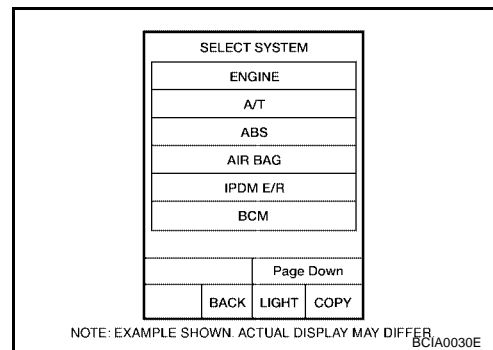 SELECT SYSTEM
ENGINE
A/T
ABS
AIR BAG
IPDM E/R
BCM
Page Down
BACK LIGHT COPY
NOTE: EXAMPLE SHOWN. ACTUAL DISPLAY MAY DIFFER.
BCIA0030E